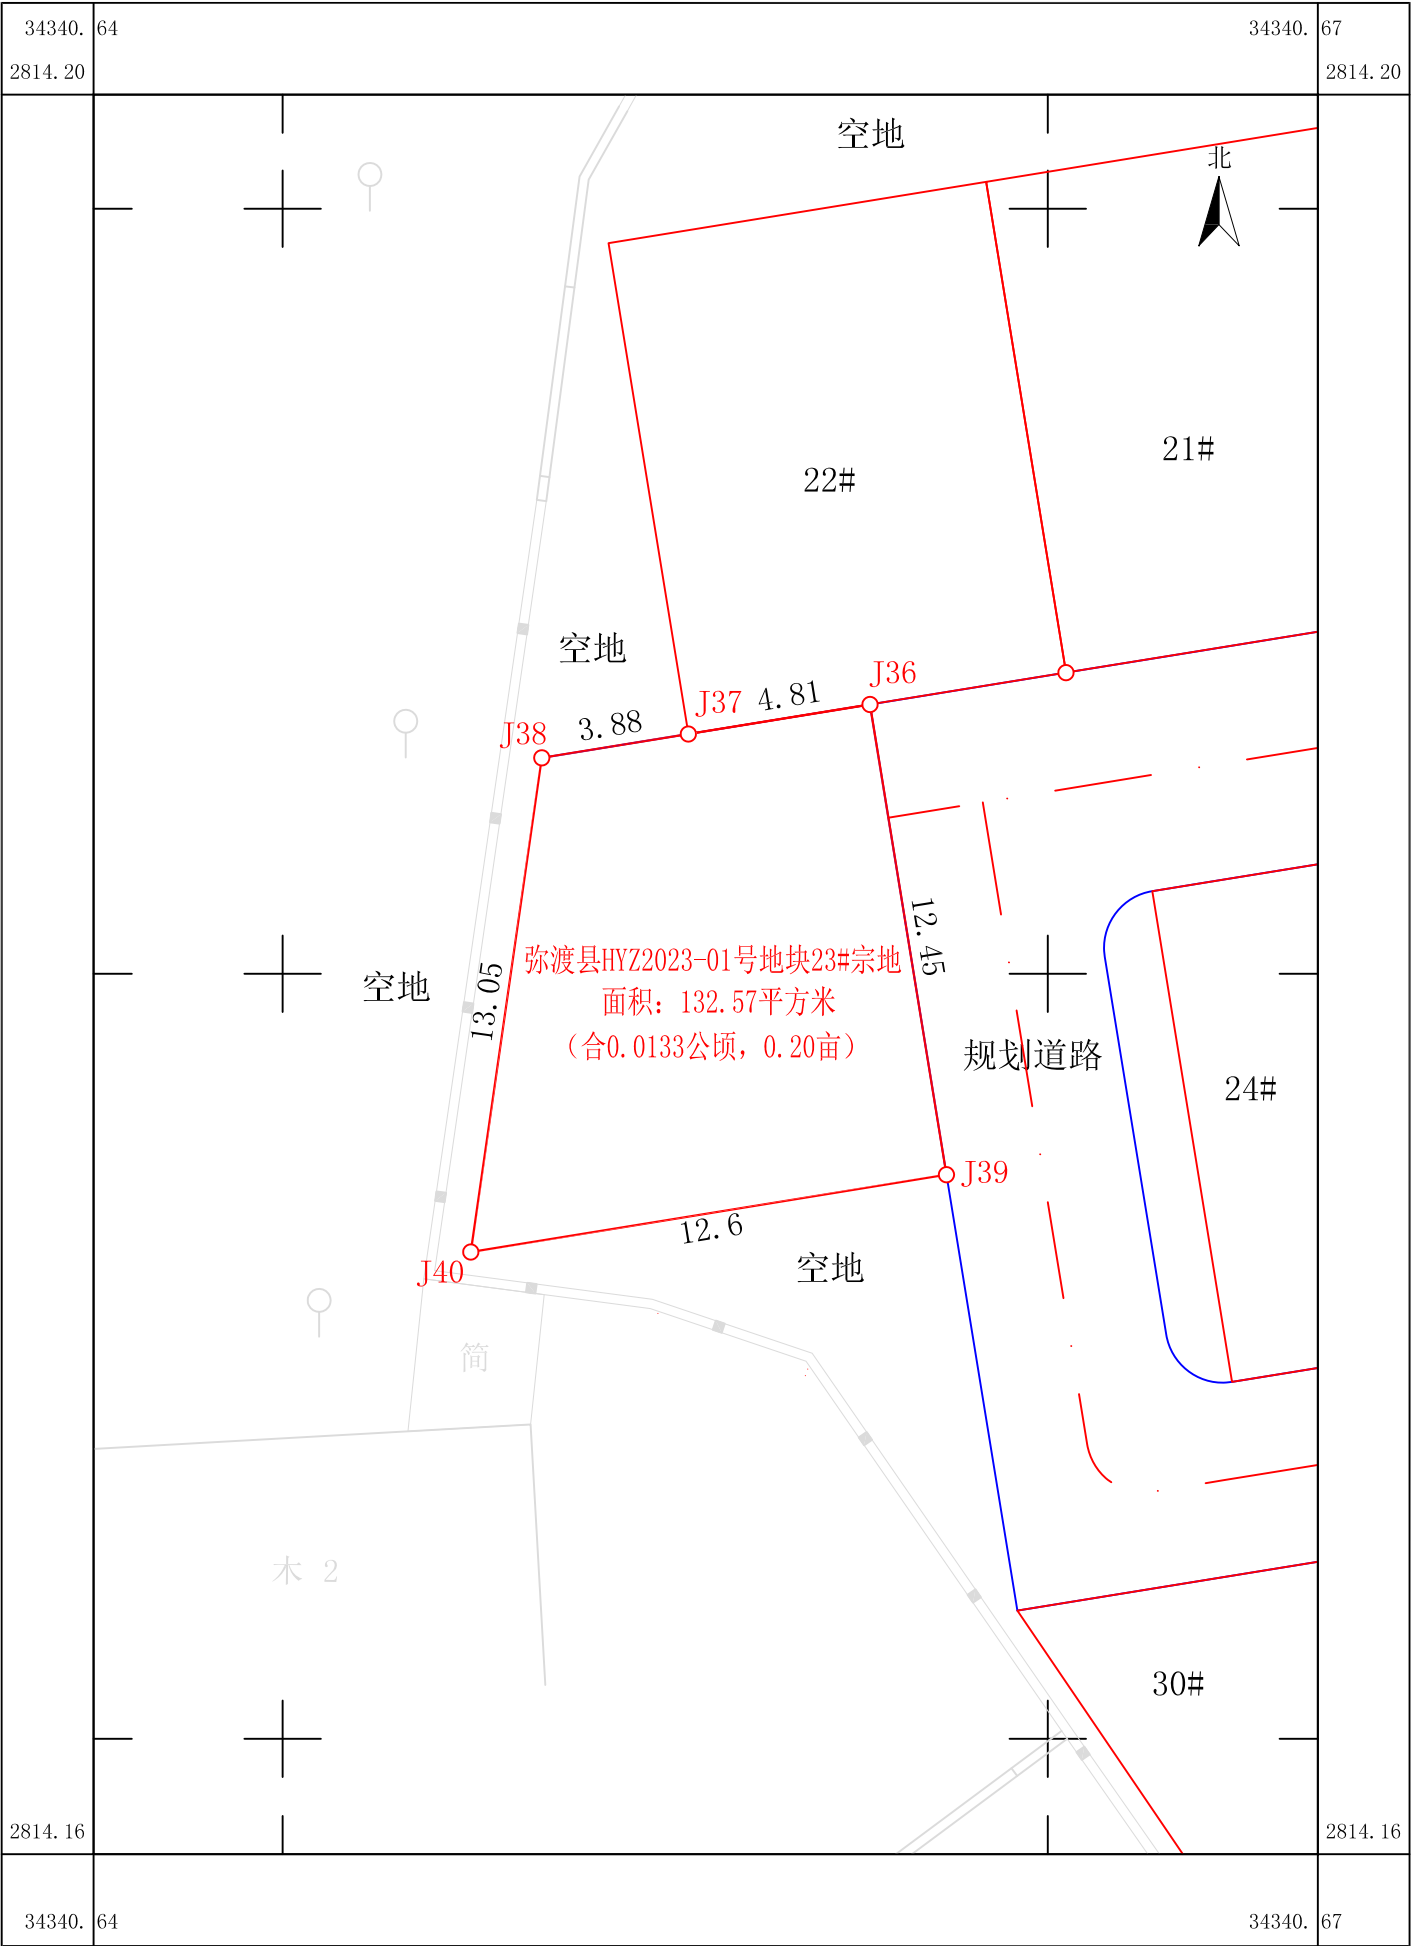 34340.64
34340.67
2814.20
2814.20
空地
北
21#
22#
空地
J36
J37
4.81
3.88
J38
12.45
弥渡县HYZ2023-01号地块23#宗地
空地
13.05
面积：132.57平方米
（合0.0133公顷，0.20亩）
规划道路
24#
J39
12.6
空地
J40
简
木 2
30#
2814.16
2814.16
34340.64
34340.67